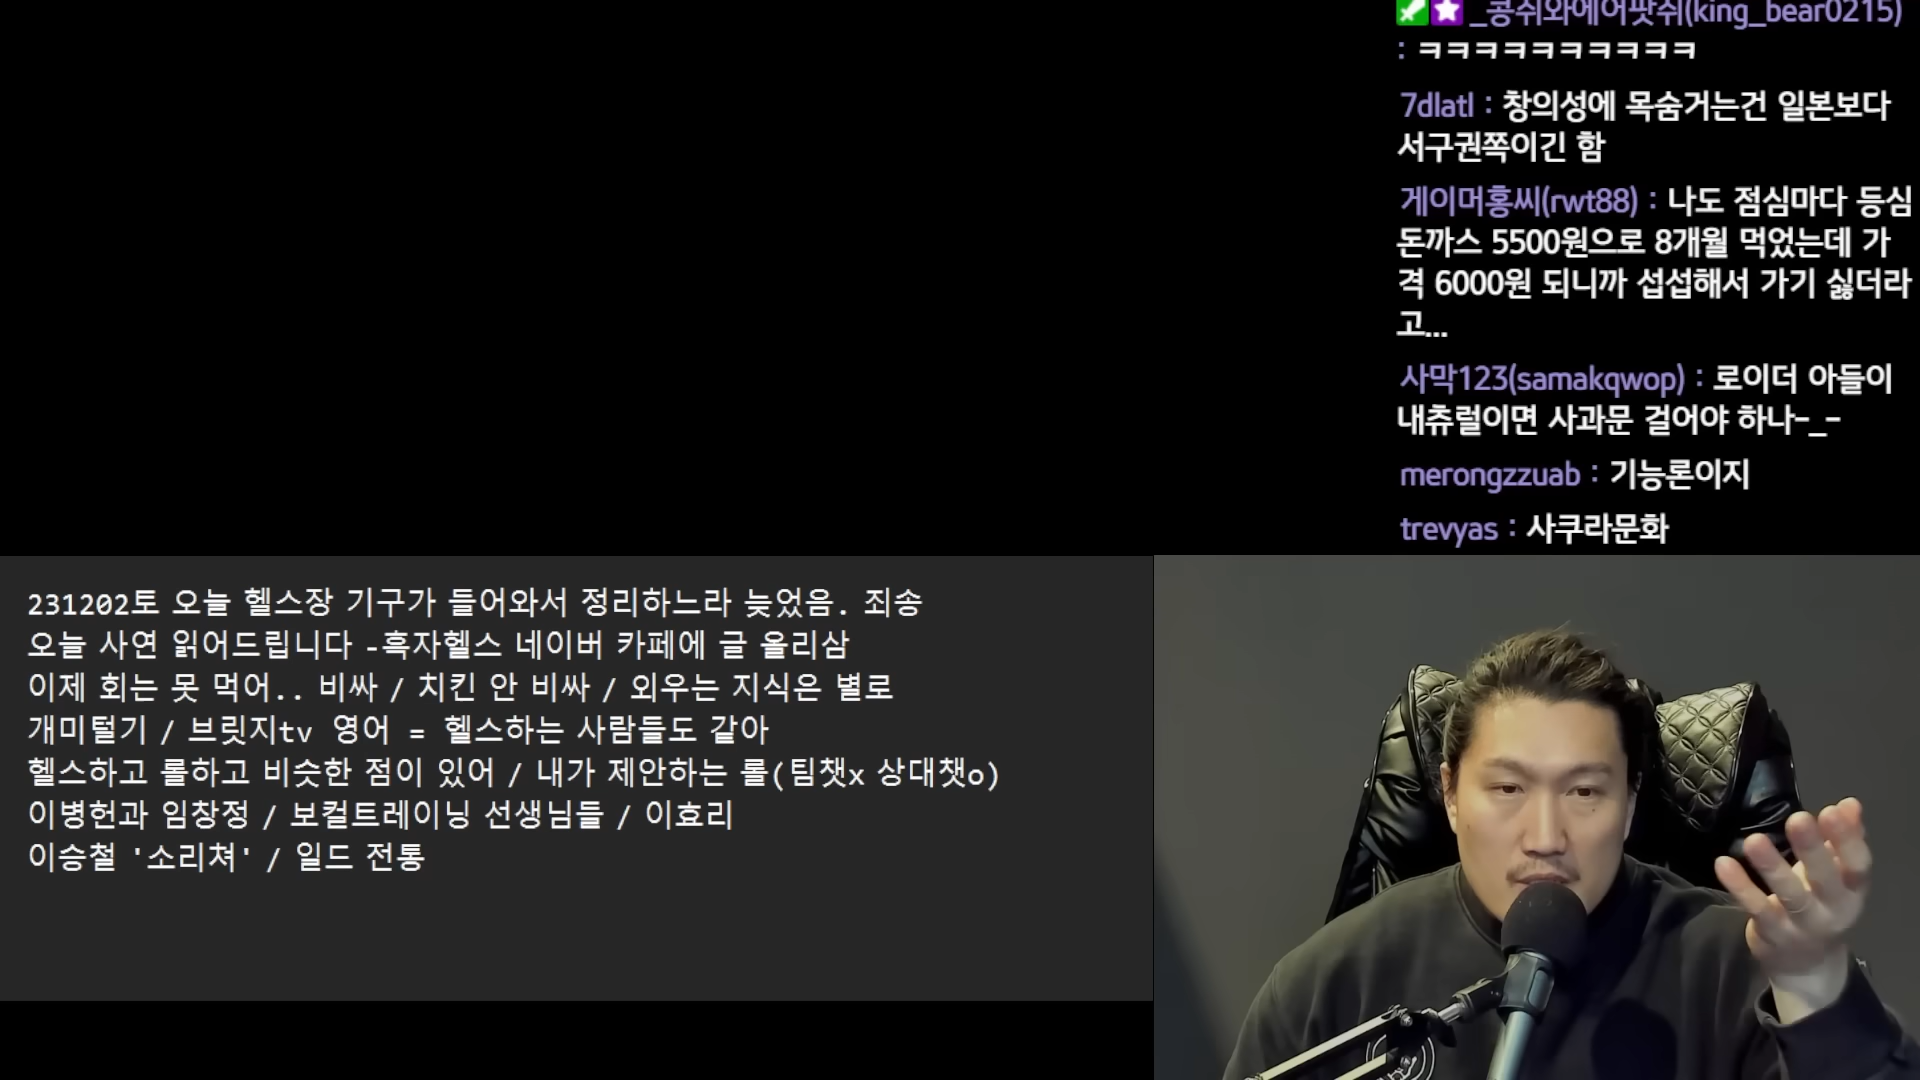 _콩쥐와에어팟쥐(king_bear0215)
: ㅋㅋㅋㅋㅋㅋㅋㅋㅋㅋ
7dlatl : 창의성에 목숨거는건 일본보다
서구권쪽이긴 함
게이머홍씨(rwt88) : 나도 점심마다 등심
돈까스 5500원으로 8개월 먹었는데 가
격 6000원 되니까 섭섭해서 가기 싫더라
고...
사막123(samakqwop) : 로이더 아들이
내츄럴이면 사과문 걸어야 하나-_-
merongzzuab : 기능론이지
trevyas : 사쿠라문화
231202토 오늘 헬스장 기구가 들어와서 정리하느라 늦었음. 죄송
오늘 사연 읽어드립니다 -흑자헬스 네이버 카페에 글 올리삼
이제 회는 못 먹어.. 비싸 / 치킨 안 비싸 / 외우는 지식은 별로
개미털기 / 브릿지tv 영어 = 헬스하는 사람들도 같아
헬스하고 롤하고 비슷한 점이 있어 / 내가 제안하는 롤(팀챗x 상대챗o)
이병헌과 임창정 / 보컬트레이닝 선생님들 / 이효리
이승철 '소리쳐' / 일드 전통